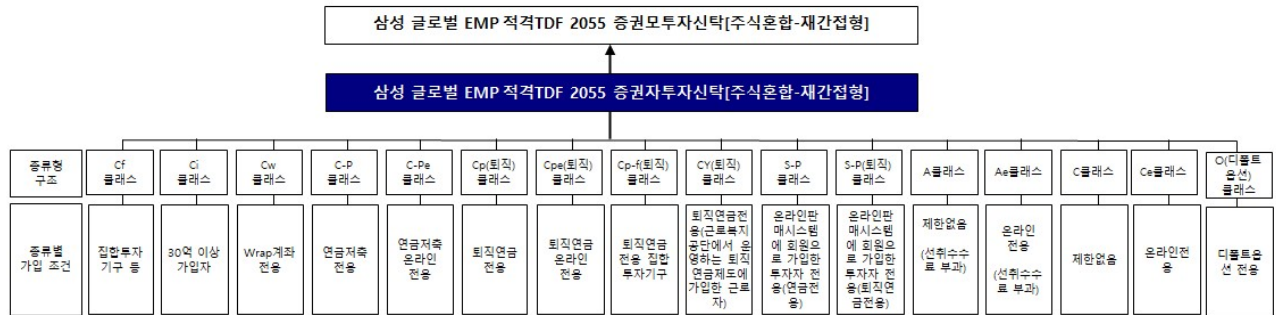 삼성 글로벌 EMP 적격TDF 2055 증권모투자신탁[주식혼합-재간접형]
삼성 글로벌 EMP 적격TDF 2055 증권자투자신탁[주식혼합-재간접형]
종류형
구조
Cf
클래스
Ci
클래스
Cw
클래스
C-P
클래스
C-Pe
클래스
Cp(퇴직)
클래스
Cpe(퇴직)
클래스
Cp-f(퇴직)
클래스
CY(퇴직)
클래스
S-P
클래스
S-P(퇴직)
클래스
A클래스
Ae클래스
C클래스
Ce클래스
O(디폴트
옵션)
클래스
종류별
가입 조건
집합투자
기구 등
30억 이상
가입자
Wrap계좌
전용
연금저축
전용
연금저축
온라인
전용
퇴직연금
전용
퇴직연금
온라인
전용
퇴직연금
전용 집합
투자기구
퇴직연금전
용(근로복지
공단에서 운
영하는 퇴직
연금제도에
가입한 근로
자)
온라인판
매시스템
에 회원으
로 가입한
투자자 전
용(연금전
용)
온라인판
매시스템
에 회원으
로 가입한
투자자 전
용(퇴직연
금전용)
제한없음
(선취수수
료 부과)
온라인
전용
(선취수수
료 부과)
제한없음
온라인전
용
디폴트옵
션 전용